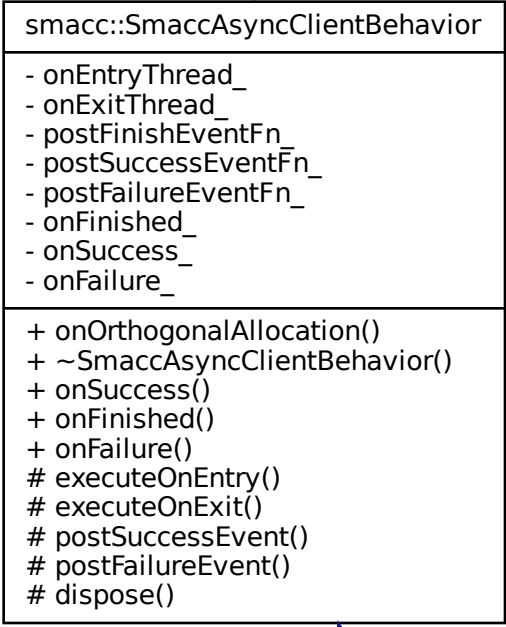 smacc::SmaccAsyncClientBehavior
- onEntryThread_
- onExitThread_
- postFinishEventFn_
- postSuccessEventFn_
- postFailureEventFn_
- onFinished_
- onSuccess_
- onFailure_
+ onOrthogonalAllocation()
+ ~SmaccAsyncClientBehavior()
+ onSuccess()
+ onFinished()
+ onFailure()
# executeOnEntry()
# executeOnExit()
# postSuccessEvent()
# postFailureEvent()
# dispose()